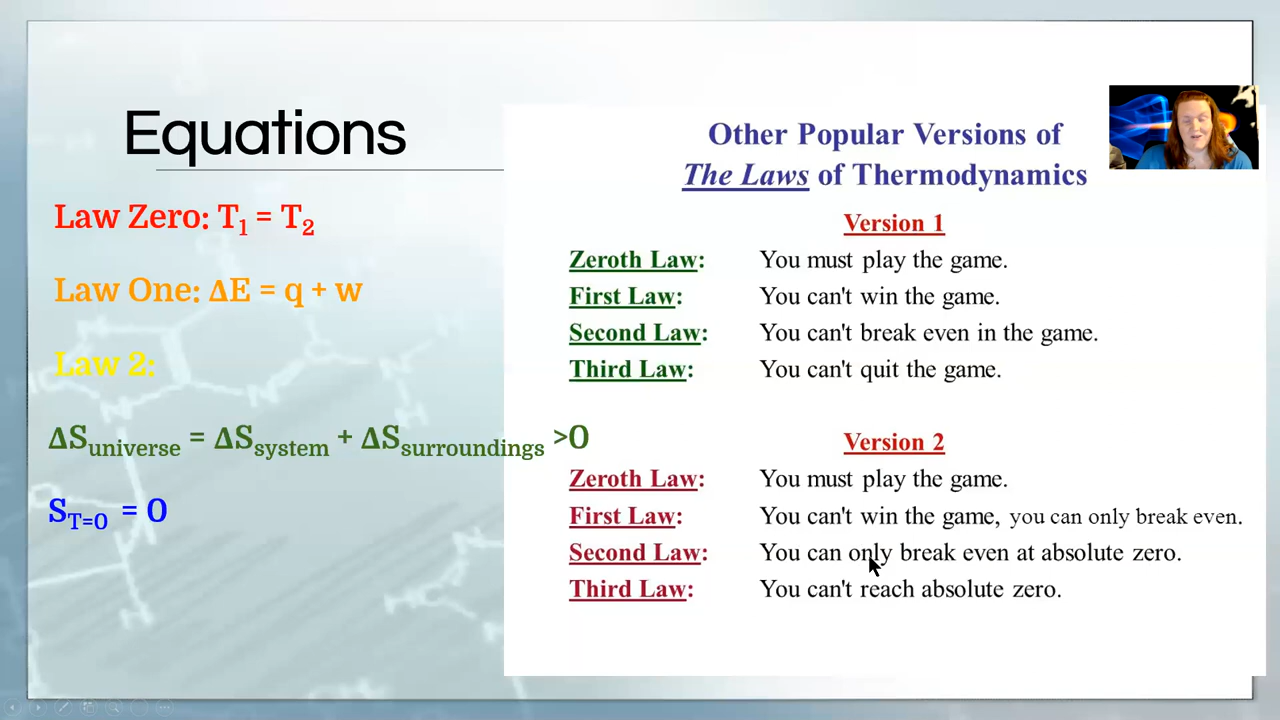 Equations
Law Zero: T₁ = T₂
Law One: ΔE = q + w
Law 2:
ΔSuniverse = ΔSsystem + ΔSsurroundings >0
S T=0 = 0
Other Popular Versions of
The Laws of Thermodynamics
Version 1
Zeroth Law: You must play the game.
First Law: You can't win the game.
Second Law: You can't break even in the game.
Third Law: You can't quit the game.
Version 2
Zeroth Law: You must play the game.
First Law: You can't win the game, you can only break even.
Second Law: You can only break even at absolute zero.
Third Law: You can't reach absolute zero.